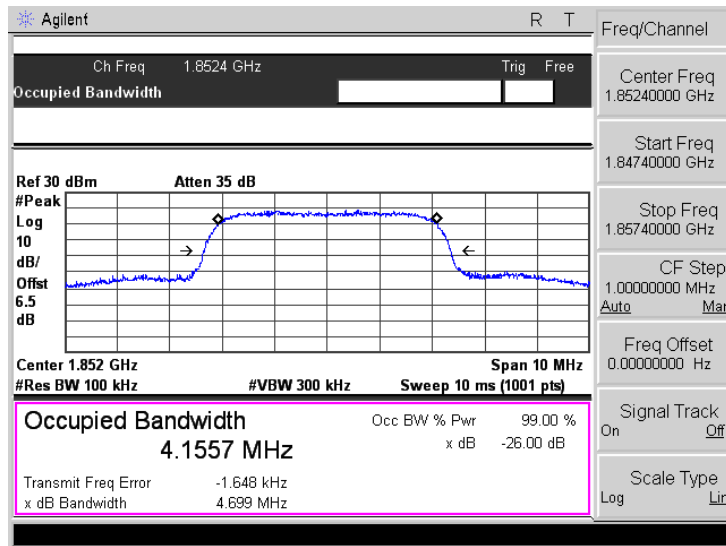 Agilent R T
Ch Freq 1.8524 GHz Trig Free
Occupied Bandwidth
Ref 30 dBm Atten 35 dB
#Peak
Log
10
dB/
Offst
6.5
dB
Center 1.852 GHz Span 10 MHz
#Res BW 100 kHz #VBW 300 kHz Sweep 10 ms (1001 pts)
Occupied Bandwidth
4.1557 MHz
Occ BW % Pwr 99.00 %
x dB -26.00 dB
Transmit Freq Error -1.648 kHz
x dB Bandwidth 4.699 MHz
Freq/Channel
Center Freq
1.85240000 GHz
Start Freq
1.84740000 GHz
Stop Freq
1.85740000 GHz
CF Step
1.00000000 MHz
Auto Mar
Freq Offset
0.00000000 Hz
Signal Track
On Off
Scale Type
Log Lin